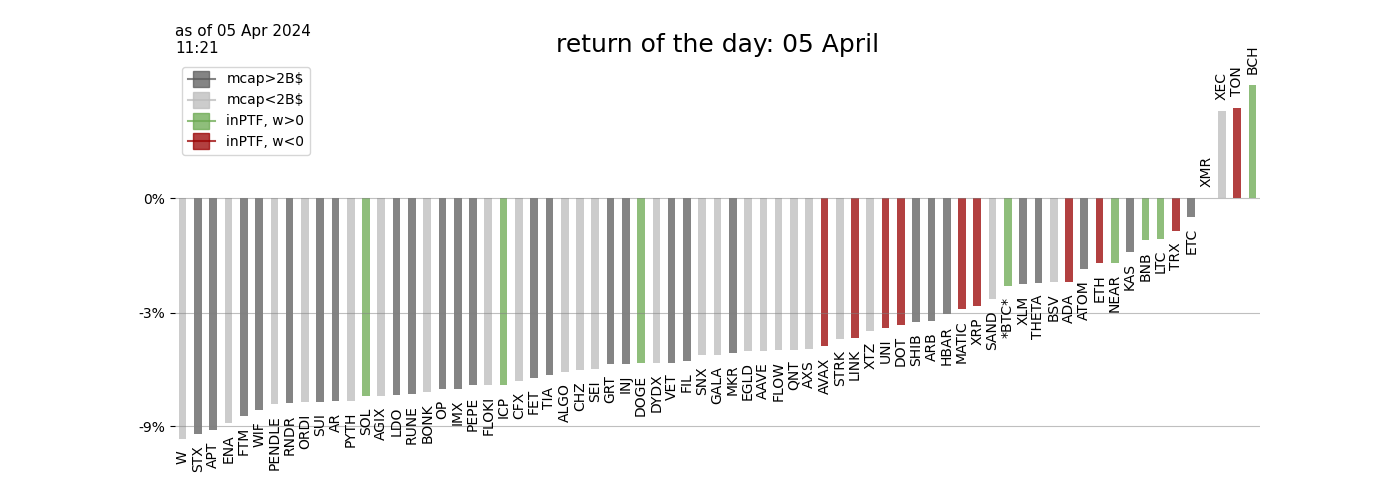 as of 05 Apr 2024
11:21
return of the day: 05 April
mcap>2B$
mcap<2B$
inPTF, w>0
inPTF, w<0
0%
-3%
-9%
W
STX
APT
ENA
FTM
WIF
PENDLE
RNDR
ORDI
SUI
AR
PYTH
SOL
AGIX
LDO
RUNE
BONK
OP
IMX
PEPE
FLOKI
ICP
CFX
FET
TIA
ALGO
CHZ
SEI
GRT
INJ
DOGE
DYDX
VET
FIL
SNX
GALA
MKR
EGLD
AAVE
FLOW
QNT
AXS
AVAX
STRK
LINK
XTZ
UNI
DOT
SHIB
ARB
HBAR
MATIC
XRP
SAND
*BTC*
XLM
THETA
BSV
ADA
ATOM
ETH
NEAR
KAS
BNB
LTC
TRX
ETC
XMR
XEC
TON
BCH